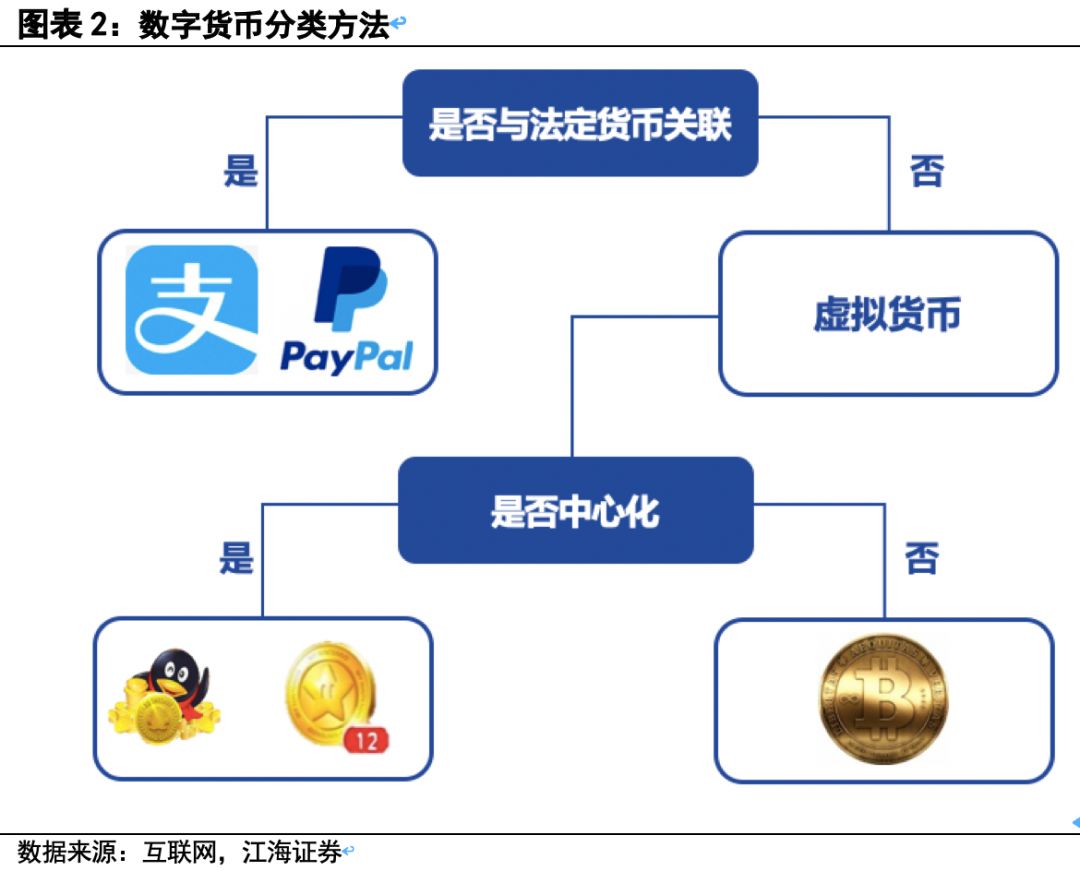 图表 2：数字货币分类方法
是否与法定货币关联
是
否
支
PayPal
虚拟货币
是否中心化
是
否
12
数据来源：互联网，江海证券